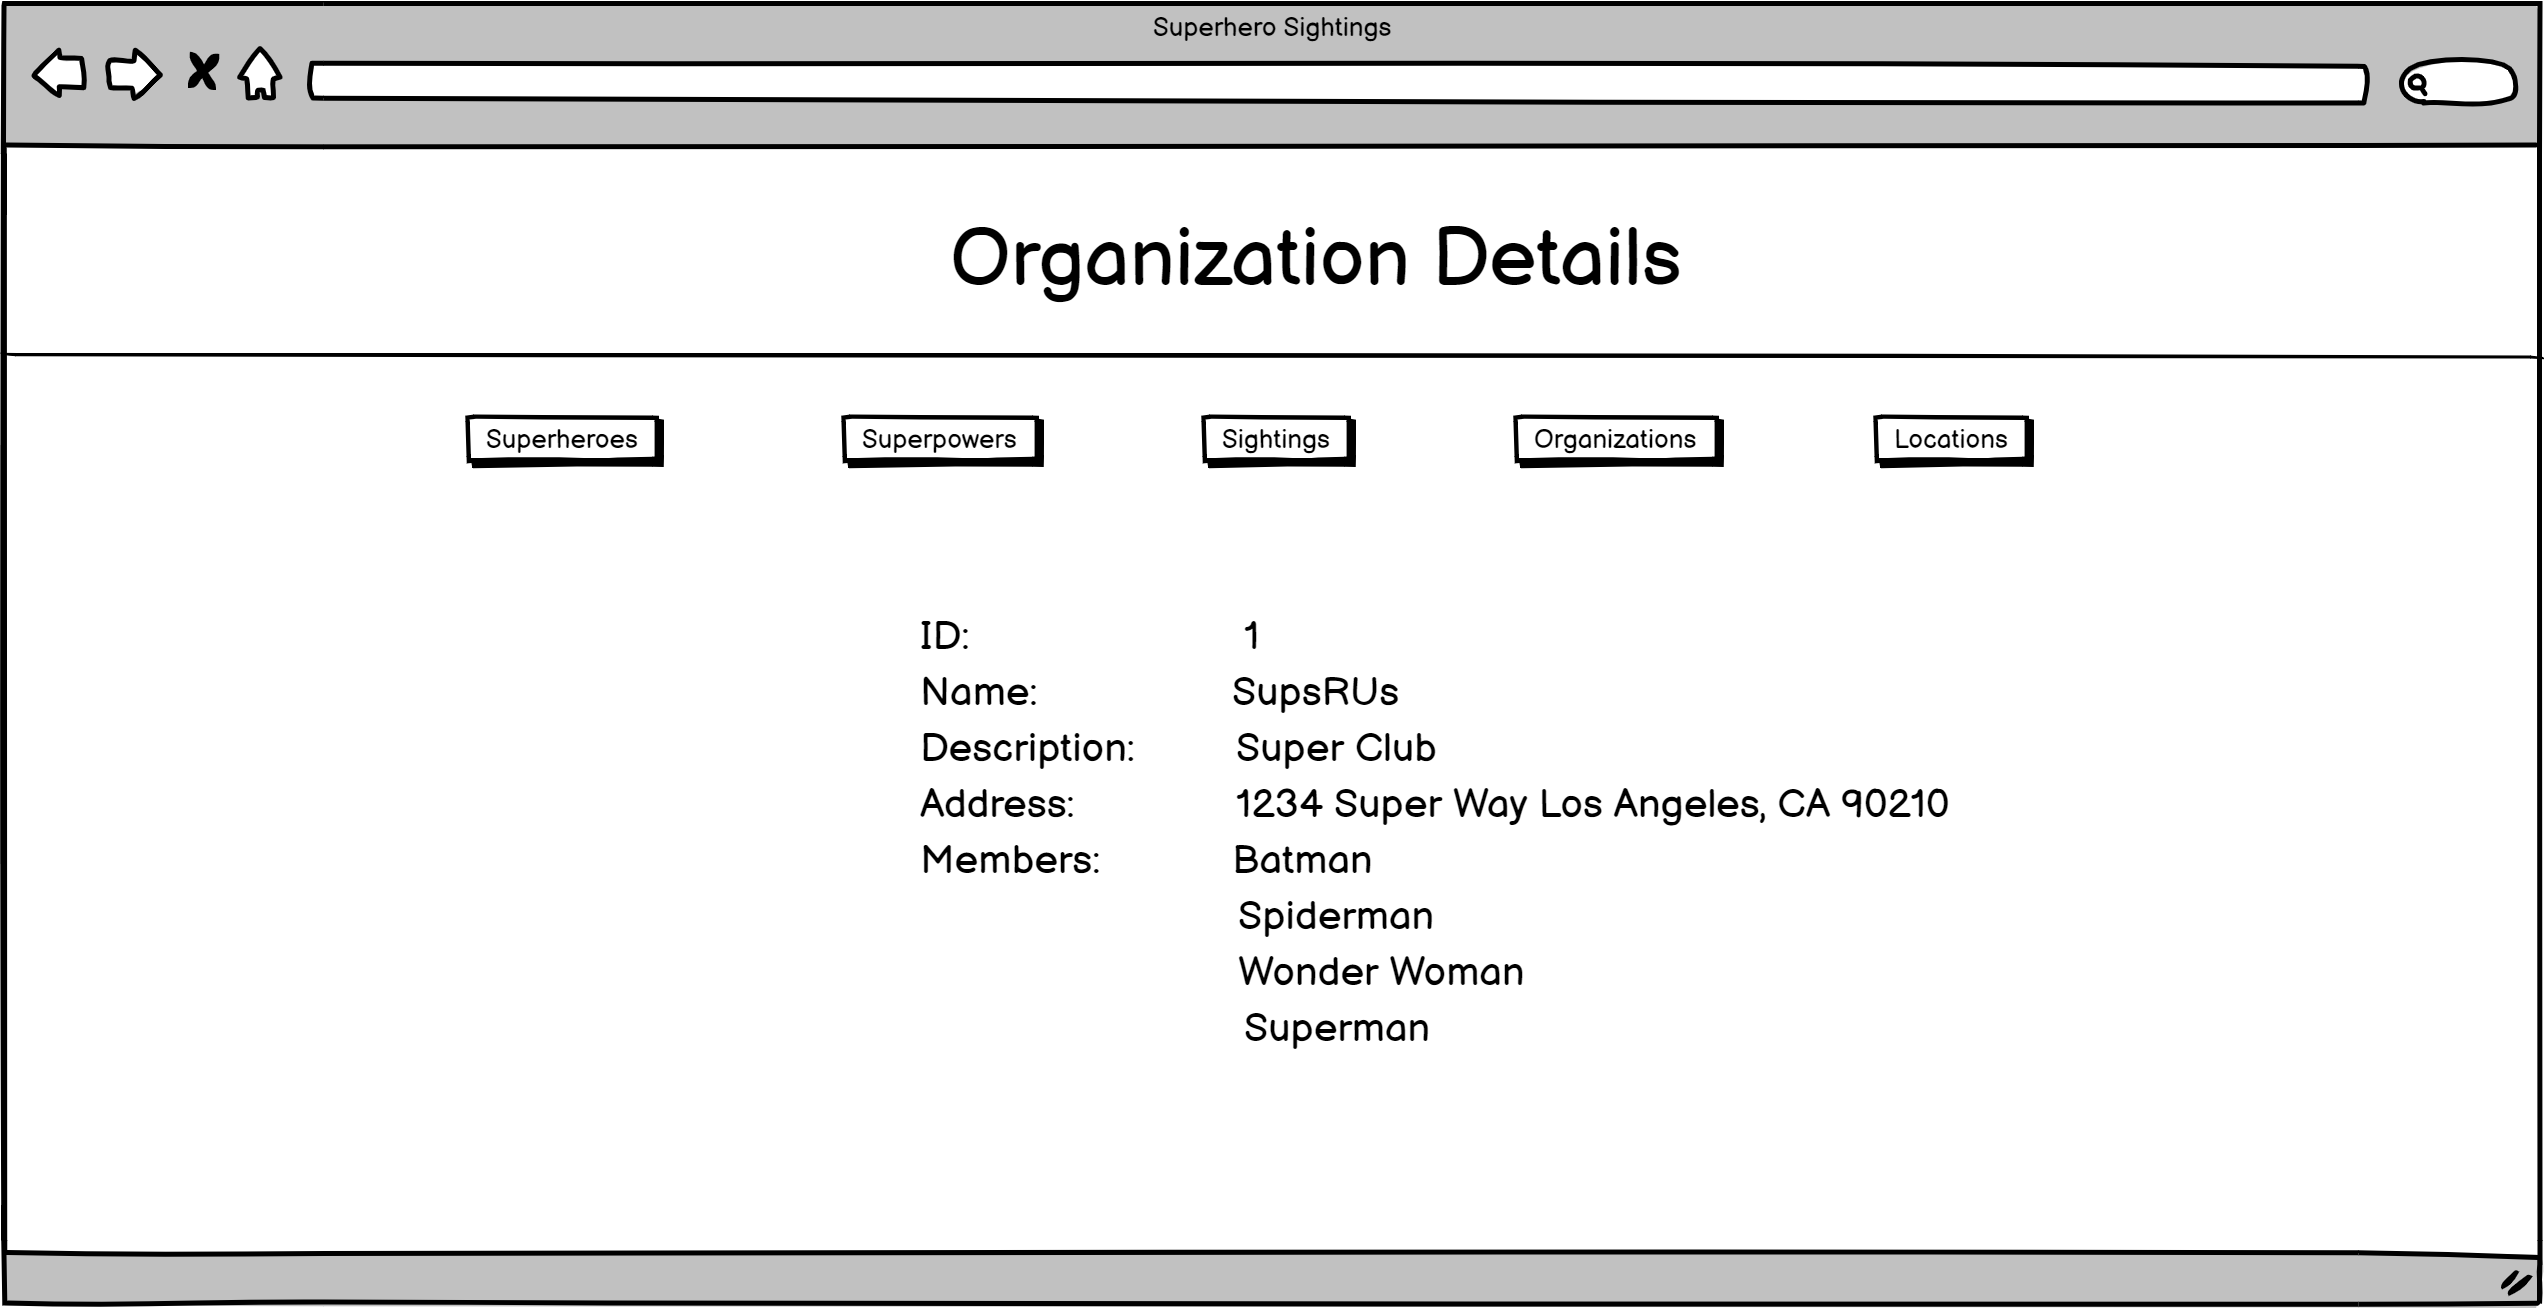 Superhero Sightings
Organization Details
Superheroes Superpowers Sightings Organizations Locations
ID: 1
Name: SupsRUs
Description: Super Club
Address: 1234 Super Way Los Angeles, CA 90210
Members: Batman
Spiderman
Wonder Woman
Superman